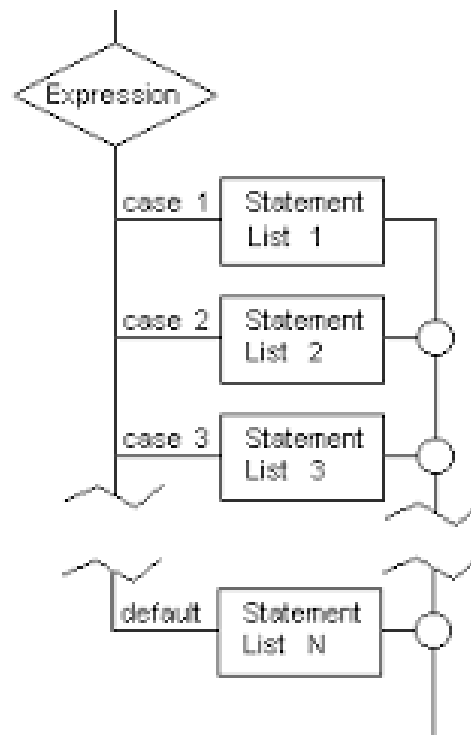 Expression
case 1
Statement
List 1
case 2
Statement
List 2
case 3
Statement
List 3
default
Statement
List N